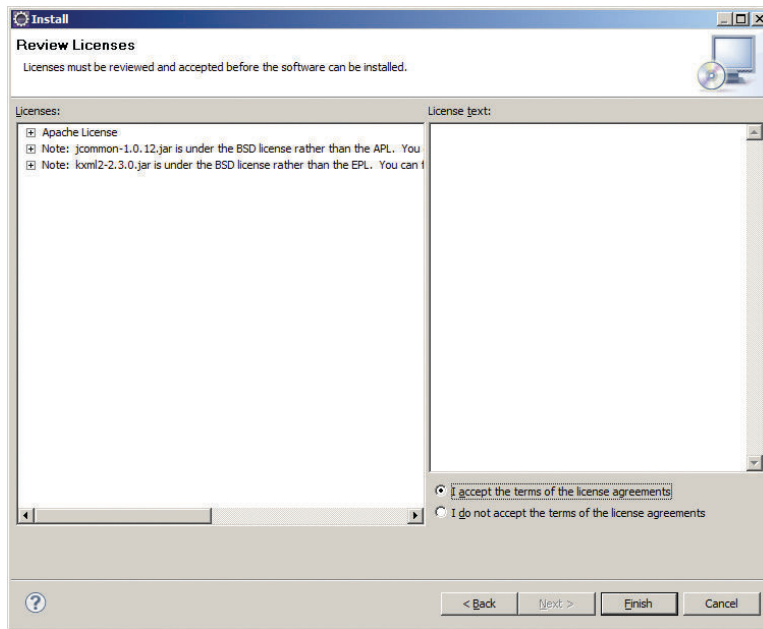 Install
Review Licenses
Licenses must be reviewed and accepted before the software can be installed.
Licenses:
License text:
Apache License
Note: jcommon-1.0.12.jar is under the BSD license rather than the APL. You
Note: kxml2-2.3.0.jar is under the BSD license rather than the EPL. You can
I accept the terms of the license agreements
I do not accept the terms of the license agreements
< Back
Next >
Finish
Cancel